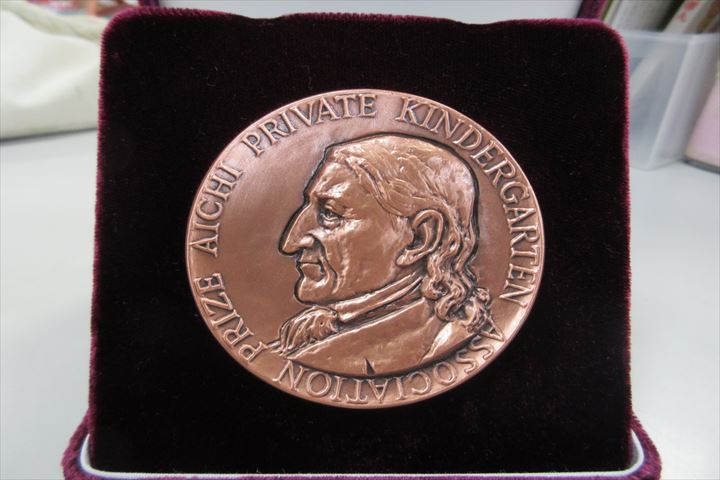 PRIZE AICHI PRIVATE KINDERGARTEN ASSOCIATION